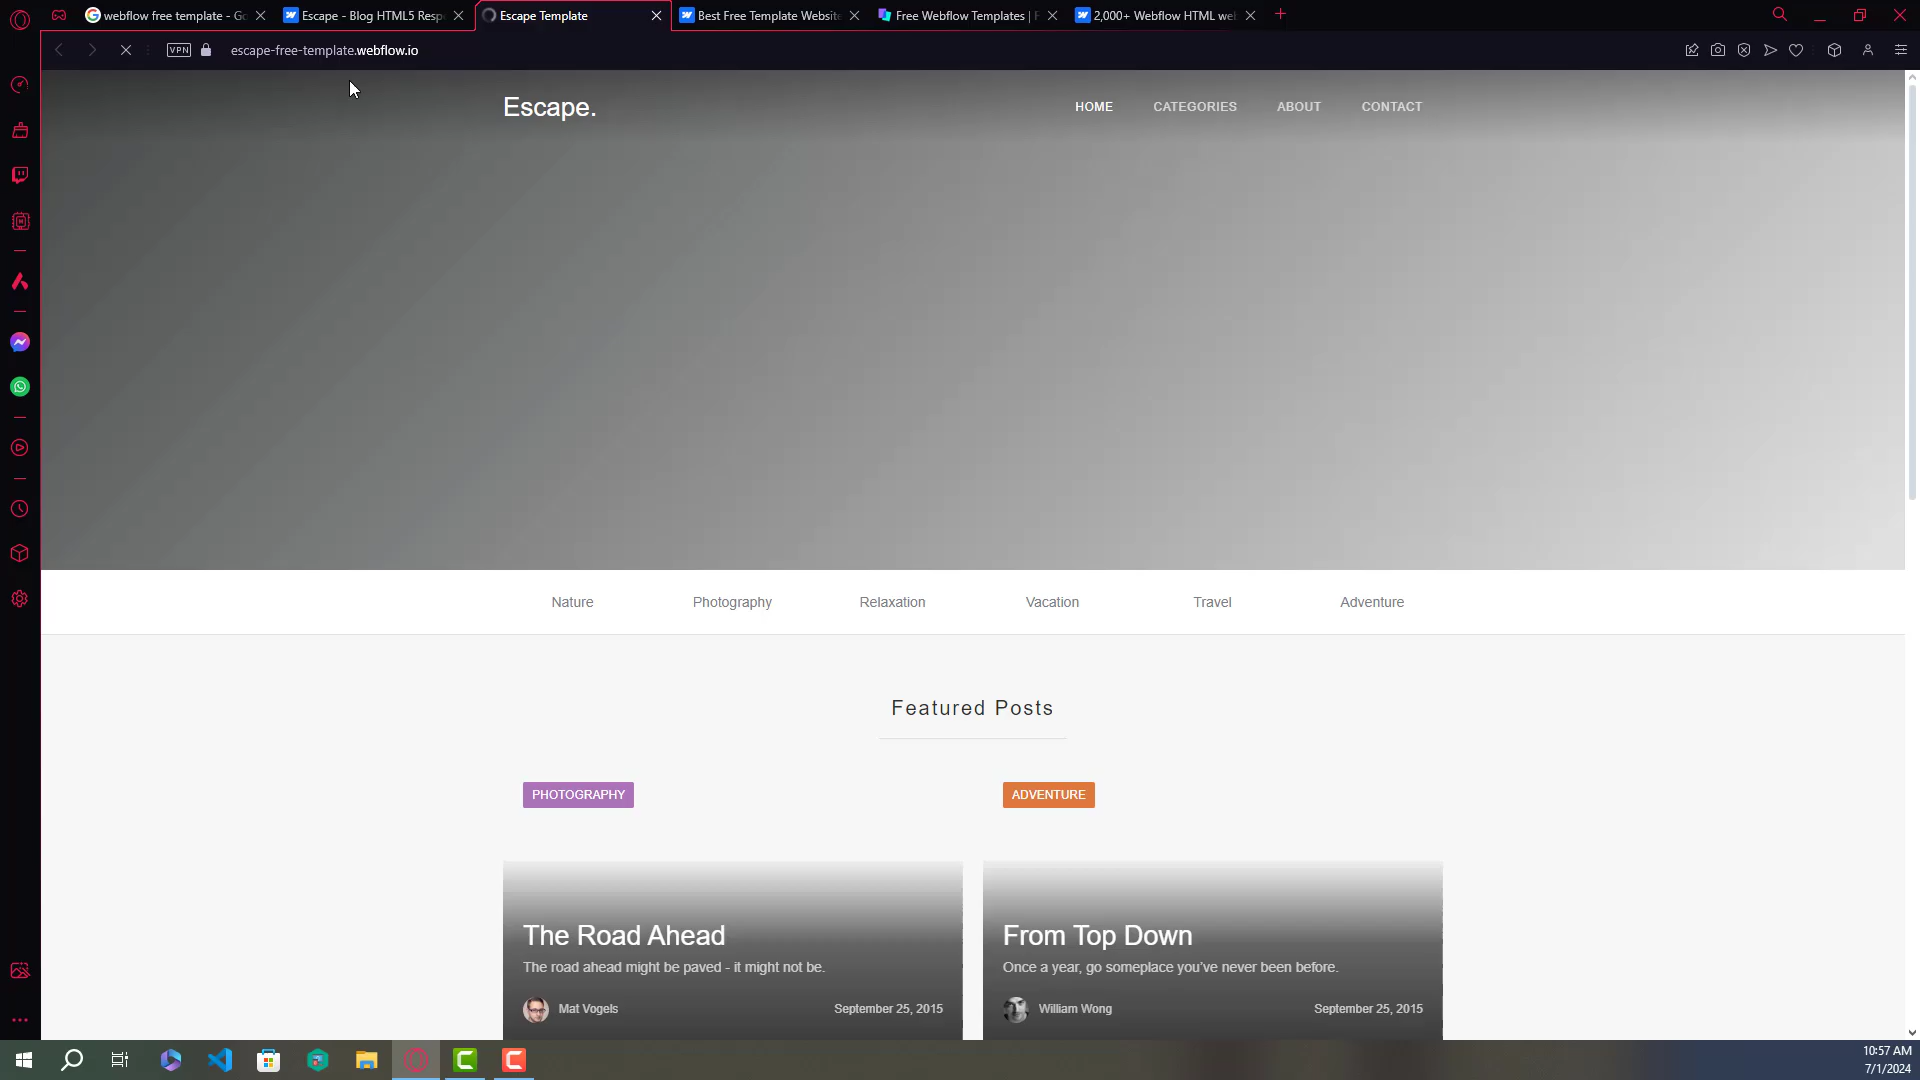 webflow free template - Go
Escape - Blog HTML5 Resp
Escape Template
Best Free Template Website
Free Webflow Templates | F
2,000+ Webflow HTML we
VPN
escape-free-template.webflow.io
Escape.
HOME
CATEGORIES
ABOUT
CONTACT
Nature
Photography
Relaxation
Vacation
Travel
Adventure
Featured Posts
PHOTOGRAPHY
ADVENTURE
The Road Ahead
The road ahead might be paved - it might not be.
Mat Vogels
September 25, 2015
From Top Down
Once a year, go someplace you’ve never been before.
William Wong
September 25, 2015
10:57 AM
7/1/2024